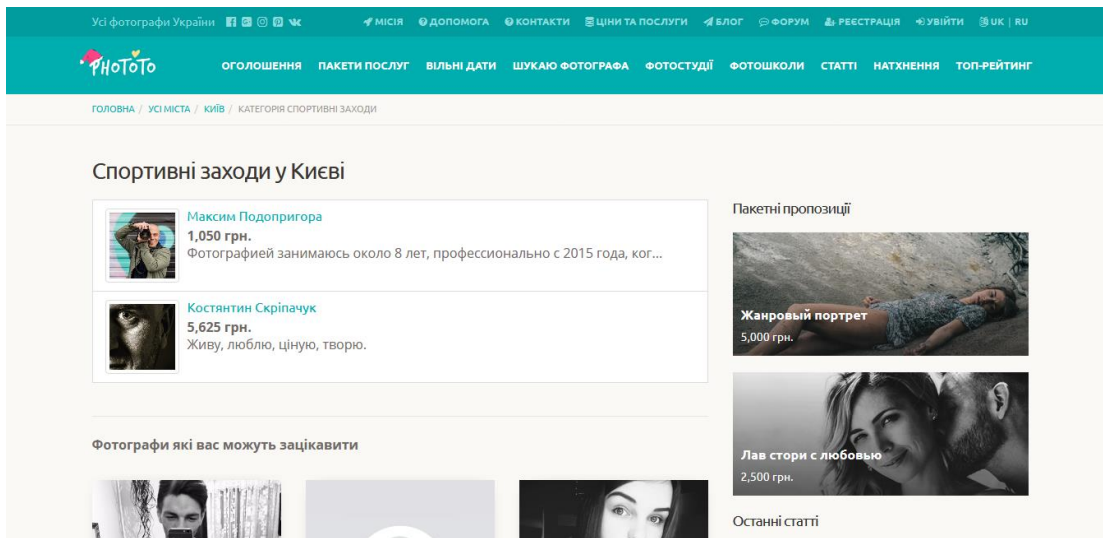 Усі фотографи України
МІСІЯ ДОПОМОГА КОНТАКТИ ЦІНИ ТА ПОСЛУГИ БЛОГ ФОРУМ РЕЄСТРАЦІЯ УВІЙТИ UK | RU
PHOTOTO
ОГОЛОШЕННЯ ПАКЕТИ ПОСЛУГ ВІЛЬНІ ДАТИ ШУКАЮ ФОТОГРАФА ФОТОСТУДІЇ ФОТОШКОЛИ СТАТТІ НАТХНЕННЯ ТОП-РЕЙТИНГ
ГОЛОВНА / УСІ МІСТА / КИЇВ / КАТЕГОРІЯ СПОРТИВНІ ЗАХОДИ
Спортивні заходи у Києві
Максим Подопригора
1,050 грн.
Фотографией занимаюсь около 8 лет, профессионально с 2015 года, ког...
Костянтин Скріпачук
5,625 грн.
Живу, люблю, ціную, творю.
Фотографи які вас можуть зацікавити
Пакетні пропозиції
Жанровый портрет
5,000 грн.
Лав стори с любовью
2,500 грн.
Останні статті